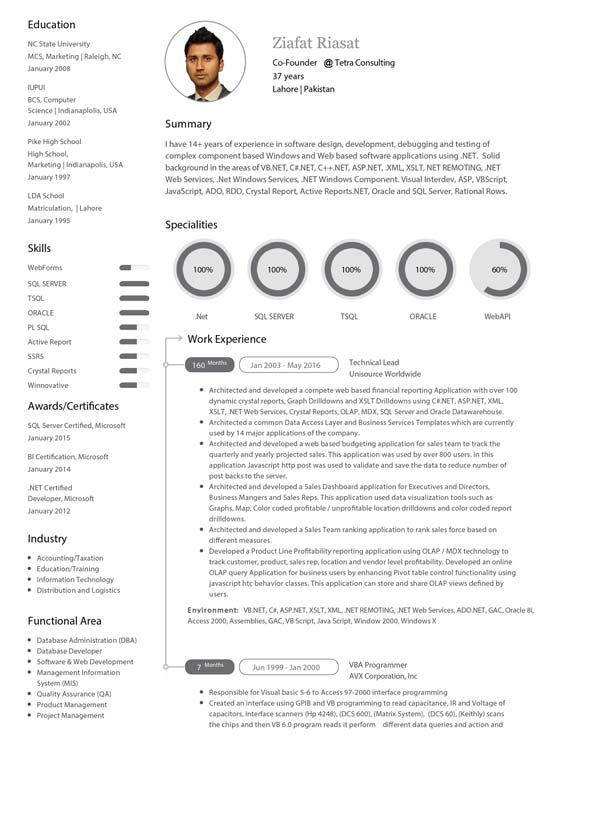 Education
NC State University
MCS, Marketing | Raleigh, NC
January 2008
IUPUI
BCS, Computer
Science | Indianaplolis, USA
January 2002
Pike High School
High School,
Marketing | Indianapolis, USA
January 1997
LDA School
Matriculation, | Lahore
January 1995
Skills
WebForms
SQL SERVER
TSQL
ORACLE
PL SQL
Active Report
SSRS
Crystal Reports
Winnovative
Awards/Certificates
SQL Server Certified, Microsoft
January 2015
BI Certification, Microsoft
January 2014
.NET Certified
Developer, Microsoft
January 2012
Industry
• Accounting/Taxation
• Education/Training
• Information Technology
• Distribution and Logistics
Functional Area
• Database Administration (DBA)
• Database Developer
• Software & Web Development
• Management Information
System (MIS)
• Quality Assurance (QA)
• Product Management
• Project Management
Ziafat Riasat
Co-Founder @ Tetra Consulting
37 years
Lahore | Pakistan
Summary
I have 14+ years of experience in software design, development, debugging and testing of
complex component based Windows and Web based software applications using .NET. Solid
background in the areas of VB.NET, C#.NET, C++.NET, ASP.NET, .XML, XSLT, NET REMOTING, .NET
Web Services, .Net Windows Services, .NET Windows Component. Visual Interdev, ASP, VBScript,
JavaScript, ADO, RDO, Crystal Report, Active Reports.NET, Oracle and SQL Server, Rational Rows.
Specialities
100% 100% 100% 100% 60%
.Net SQL SERVER TSQL ORACLE WebAPI
Work Experience
160 Months Jan 2003 - May 2016 Technical Lead
Unisource Worldwide
• Architected and developed a compete web based financial reporting Application with over 100
dynamic crystal reports, Graph Drilldowns and XSLT Drilldowns using C#.NET, ASP.NET, XML,
XSLT, .NET Web Services, Crystal Reports, OLAP, MDX, SQL Server and Oracle Datawarehouse.
• Architected a common Data Access Layer and Business Services Templates which are currently
used by 14 major applications of the company.
• Architected and developed a web based budgeting application for sales team to track the
quarterly and yearly projected sales. This application was used by over 800 users. In this
application Javascript http post was used to validate and save the data to reduce number of
post backs to the server.
• Architected and developed a Sales Dashboard application for Executives and Directors,
Business Mangers and Sales Reps. This application used data visualization tools such as
Graphs, Map, Color coded profitable / unprofitable location drilldowns and color coded report
drilldowns.
• Architected and developed a Sales Team ranking application to rank sales force based on
different measures.
• Developed a Product Line Profitability reporting application using OLAP / MDX technology to
track customer, product, sales rep, location and vendor level profitability. Developed an online
OLAP query Application for business users by enhancing Pivot table control functionality using
javascript htc behavior classes. This application can store and share OLAP views defined by
users.
Environment: VB.NET, C#, ASP.NET, XSLT, XML, .NET REMOTING, .NET Web Services, ADO.NET, GAC, Oracle 8I,
Access 2000, Assemblies, GAC, VB Script, Java Script, Window 2000, Windows X
7 Months Jun 1999 - Jan 2000 VBA Programmer
AVX Corporation, Inc
• Responsible for Visual basic 5-6 to Access 97-2000 interface programming
• Created an interface using GPIB and VB programming to read capacitance, IR and Voltage of
capacitors, Interface scanners (Hp 4248), (DCS 600), (Matrix System), (DCS 60), (Keithly) scans
the chips and then VB 6.0 program reads it perform different data queries and action and